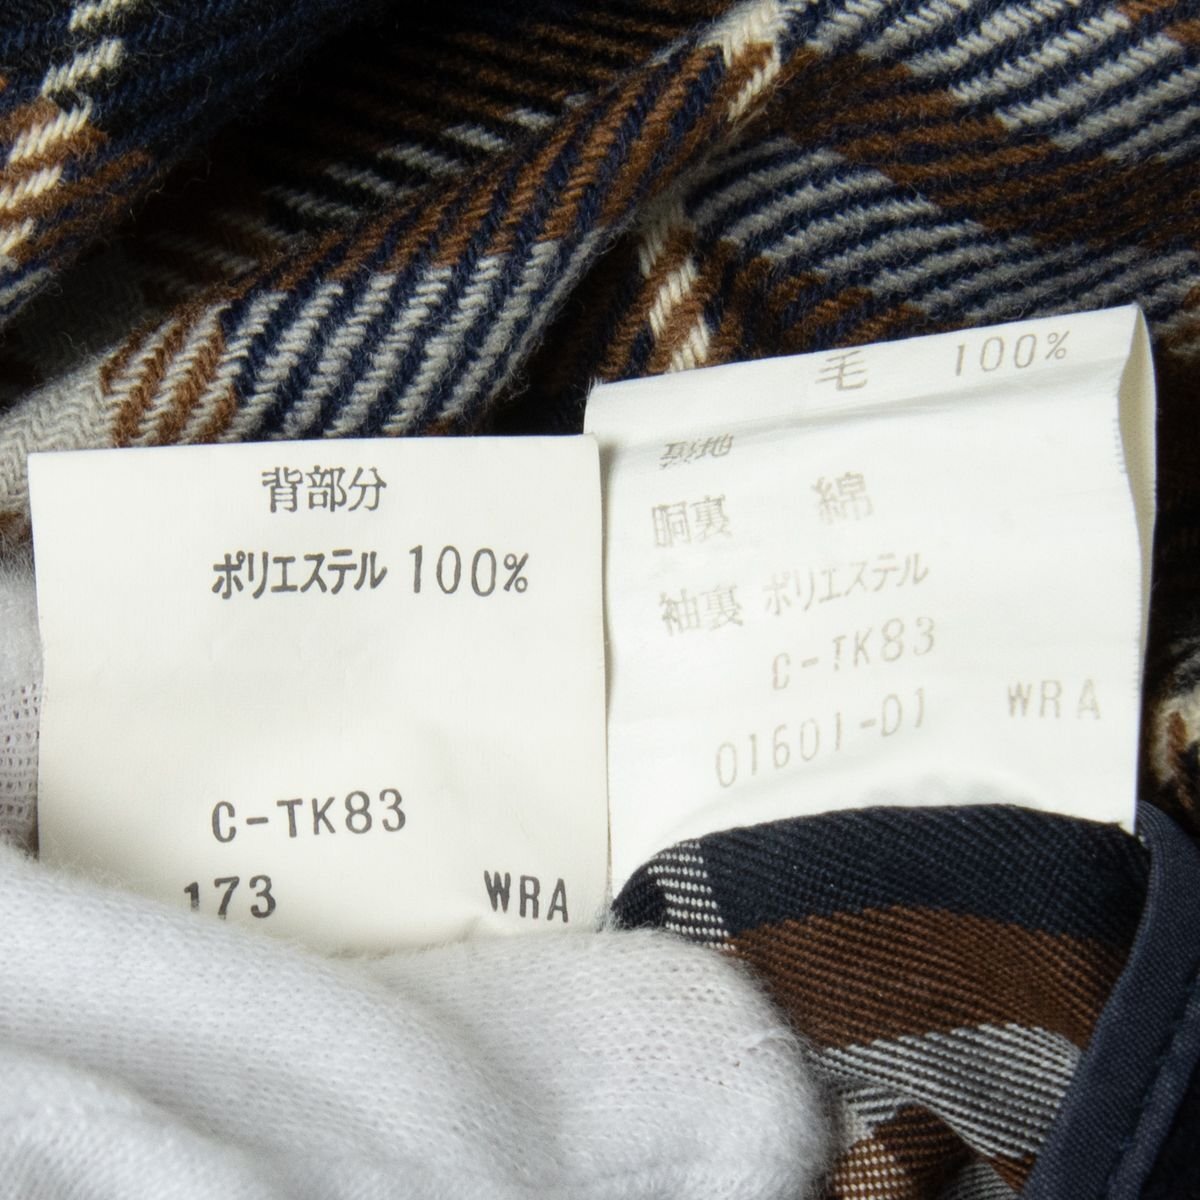 背部分
ポリエステル 100%
C-TK83
173 WRA
毛 100%
裏地
胴裏 綿
袖裏 ポリエステル
C-TK83
01601-01 WRA